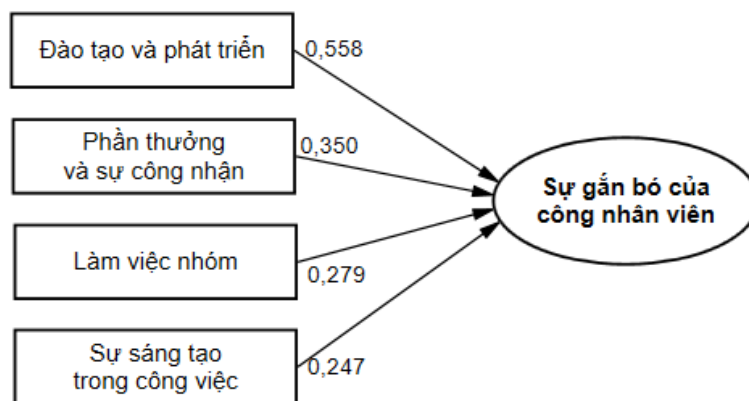 Đào tạo và phát triển
0,558
Phần thưởng
và sự công nhận
0,350
Làm việc nhóm
0,279
Sự sáng tạo
trong công việc
0,247
Sự gắn bó của
công nhân viên